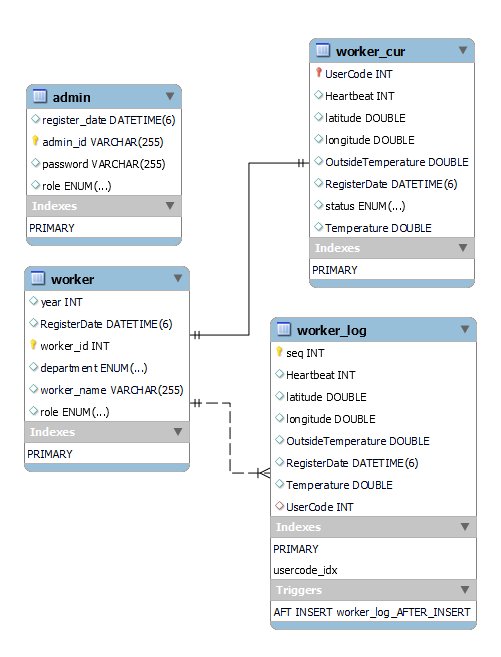 admin
register_date DATETIME(6)
admin_id VARCHAR(255)
password VARCHAR(255)
role ENUM(...)
Indexes
PRIMARY
worker_cur
UserCode INT
Heartbeat INT
latitude DOUBLE
longitude DOUBLE
OutsideTemperature DOUBLE
RegisterDate DATETIME(6)
status ENUM(...)
Temperature DOUBLE
Indexes
PRIMARY
worker
year INT
RegisterDate DATETIME(6)
worker_id INT
department ENUM(...)
worker_name VARCHAR(255)
role ENUM(...)
Indexes
PRIMARY
worker_log
seq INT
Heartbeat INT
latitude DOUBLE
longitude DOUBLE
OutsideTemperature DOUBLE
RegisterDate DATETIME(6)
Temperature DOUBLE
UserCode INT
Indexes
PRIMARY
usercode_idx
Triggers
AFT INSERT worker_log_AFTER_INSERT